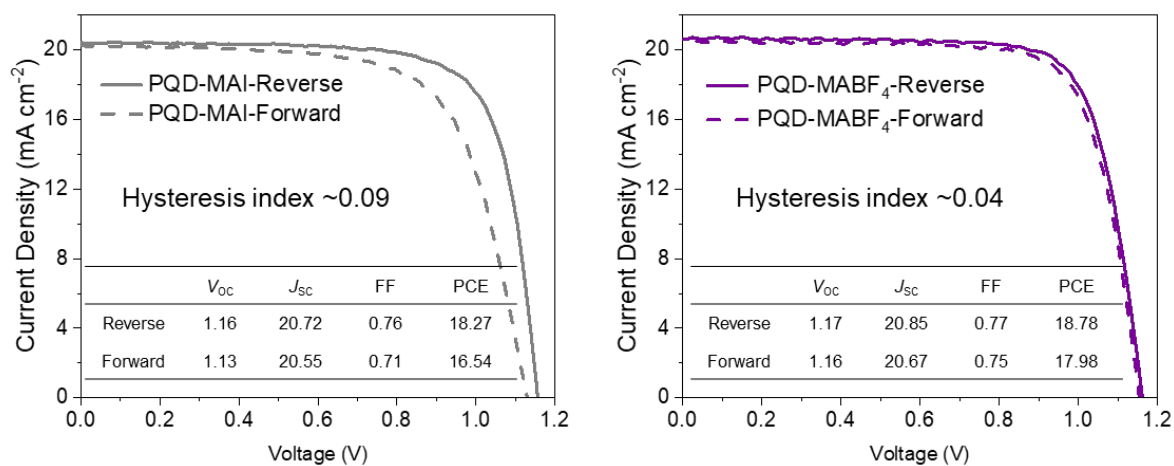 Current Density (mA cm⁻²)
20
16
12
8
4
0
PQD-MAI-Reverse
PQD-MAI-Forward
Hysteresis index ~0.09
V_OC J_SC FF PCE
Reverse 1.16 20.72 0.76 18.27
Forward 1.13 20.55 0.71 16.54
0.0 0.2 0.4 0.6 0.8 1.0 1.2
Voltage (V)
Current Density (mA cm⁻²)
20
16
12
8
4
0
PQD-MABF₄-Reverse
PQD-MABF₄-Forward
Hysteresis index ~0.04
V_OC J_SC FF PCE
Reverse 1.17 20.85 0.77 18.78
Forward 1.16 20.67 0.75 17.98
0.0 0.2 0.4 0.6 0.8 1.0 1.2
Voltage (V)